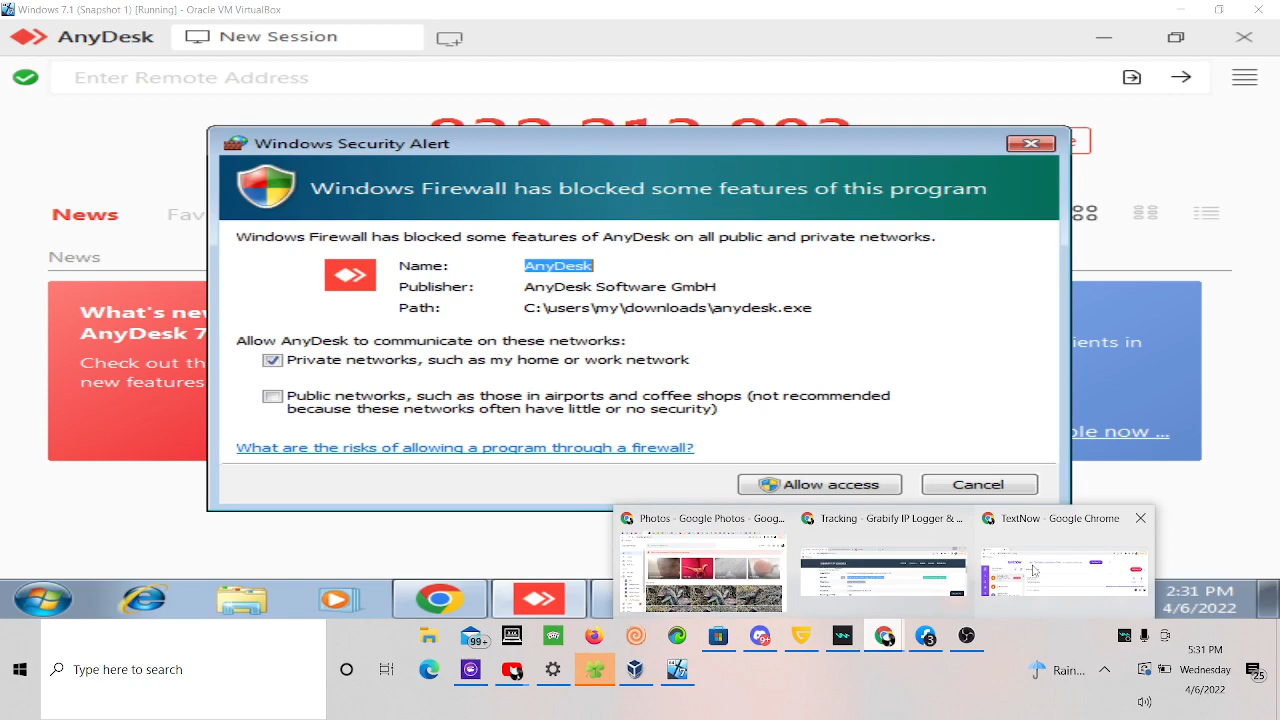 Windows 7.1 (Snapshot 1) [Running] - Oracle VM VirtualBox
AnyDesk
New Session
Enter Remote Address
Windows Security Alert
Windows Firewall has blocked some features of this program
News
Fav
News
Windows Firewall has blocked some features of AnyDesk on all public and private networks.
Name: AnyDesk
Publisher: AnyDesk Software GmbH
Path: C:\users\my\downloads\anydesk.exe
What's new
AnyDesk 7
Check out th
new features
ients in
ole now ...
Allow AnyDesk to communicate on these networks:
Private networks, such as my home or work network
Public networks, such as those in airports and coffee shops (not recommended
because these networks often have little or no security)
What are the risks of allowing a program through a firewall?
Allow access
Cancel
Photos - Google Photos - Goog...
Tracking - Grabify IP Logger & ...
TextNow - Google Chrome
2:31 PM
4/6/2022
99+
3
5:31 PM
Wednesday
4/6/2022
Type here to search
Rain...
25